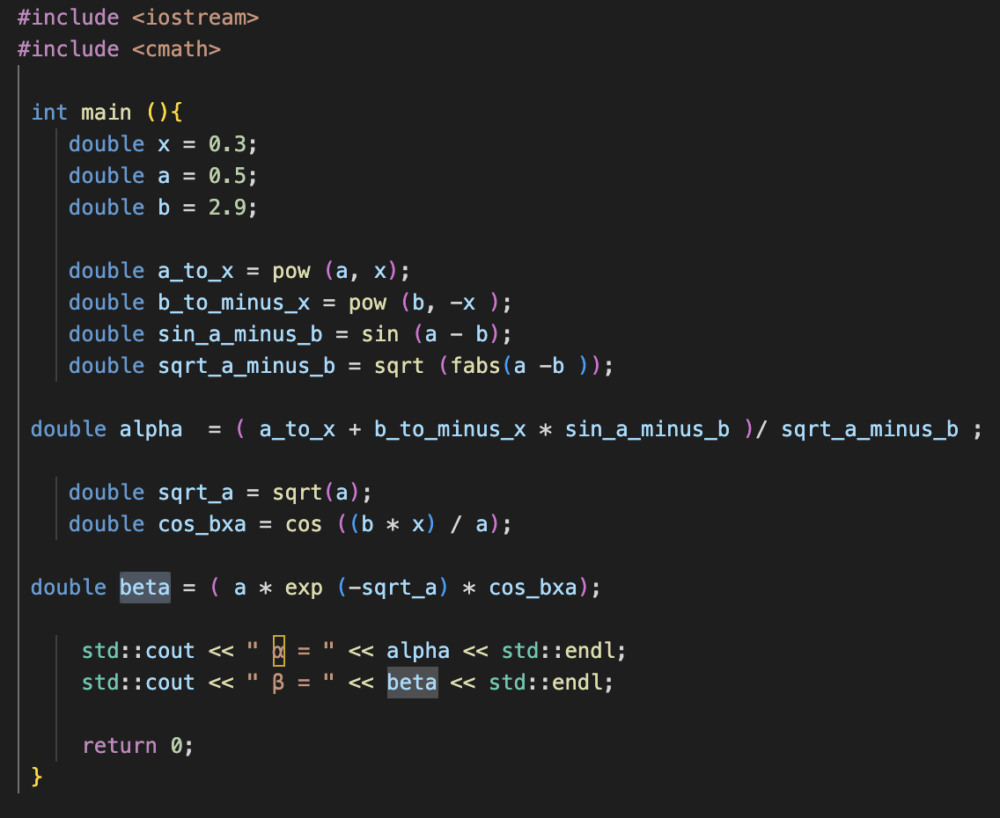 #include <iostream>
#include <cmath>
int main (){
double x = 0.3;
double a = 0.5;
double b = 2.9;
double a_to_x = pow (a, x);
double b_to_minus_x = pow (b, -x );
double sin_a_minus_b = sin (a - b);
double sqrt_a_minus_b = sqrt (fabs(a -b ));
double alpha  = ( a_to_x + b_to_minus_x * sin_a_minus_b )/ sqrt_a_minus_b ;
double sqrt_a = sqrt(a);
double cos_bxa = cos ((b * x) / a);
double beta = ( a * exp (-sqrt_a) * cos_bxa);
std::cout << " α = " << alpha << std::endl;
std::cout << " β = " << beta << std::endl;
return 0;
}